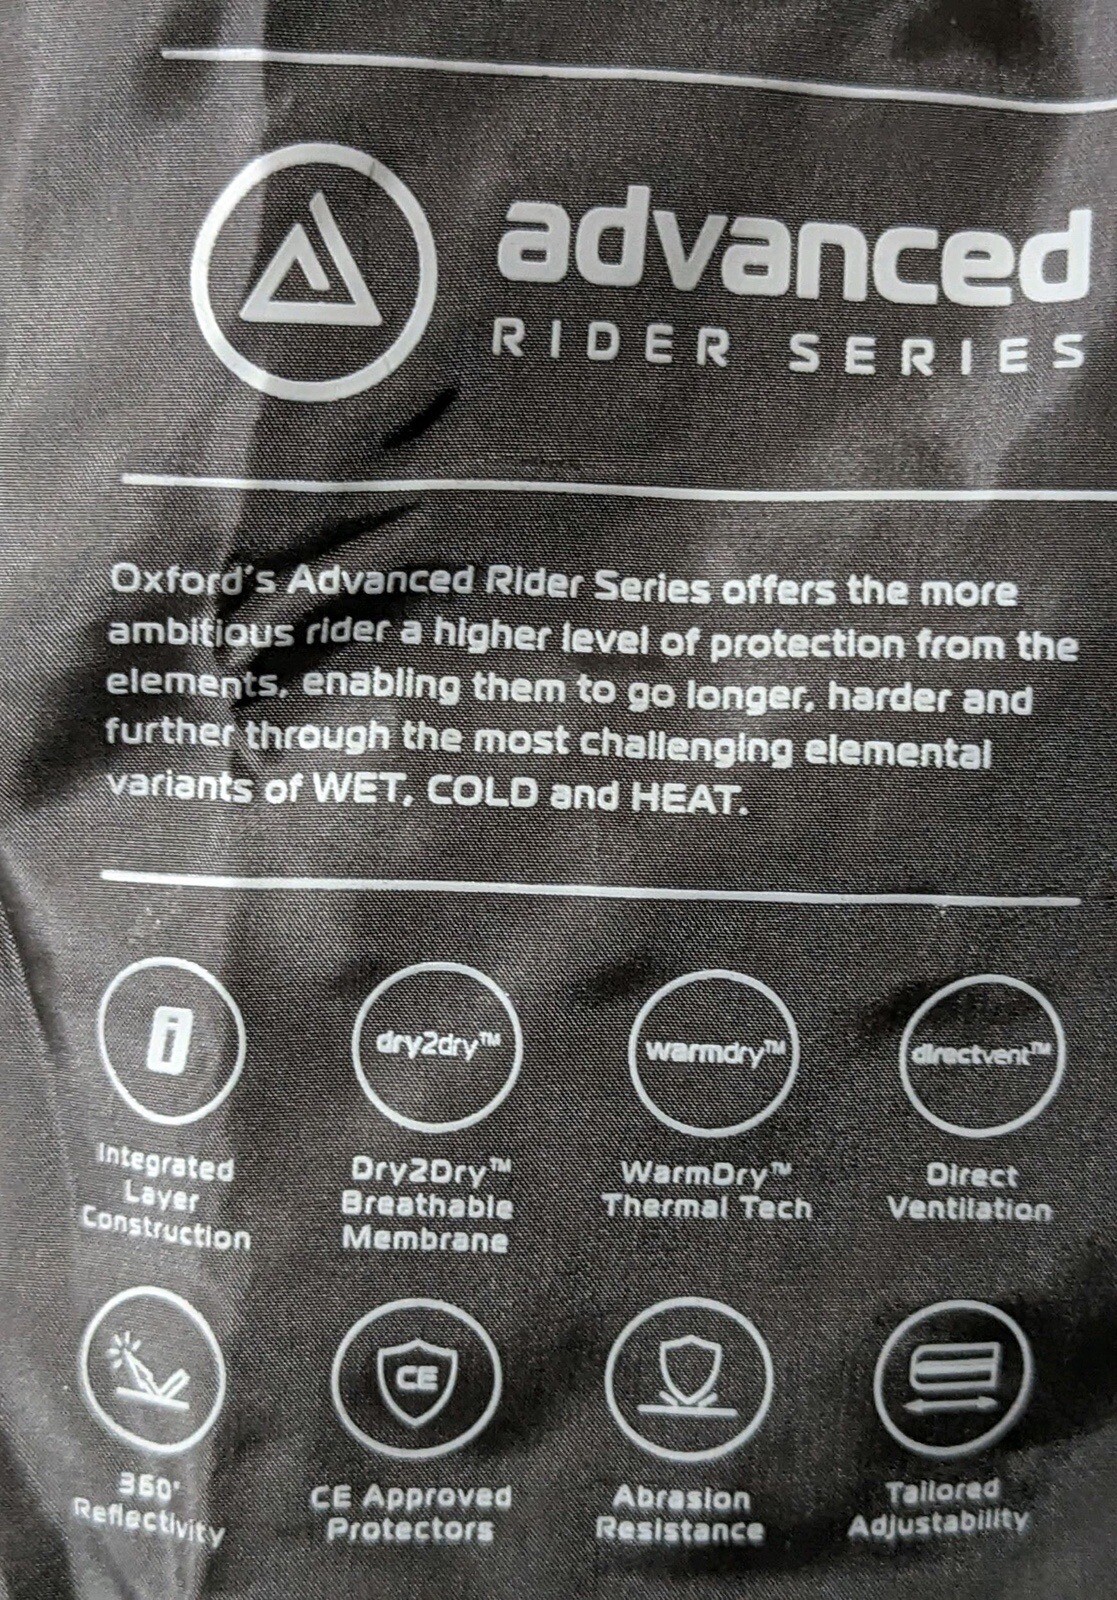 advanced
RIDER SERIES
Oxford's Advanced Rider Series offers the more
ambitious rider a higher level of protection from the
elements, enabling them to go longer, harder and
further through the most challenging elemental
variants of WET, COLD and HEAT.
i
dry2dry™
warmdry™
directvent™
Integrated
Layer
Construction
Dry2Dry™
Breathable
Membrane
WarmDry™
Thermal Tech
Direct
Ventilation
CE
360°
Reflectivity
CE Approved
Protectors
Abrasion
Resistance
Tailored
Adjustability